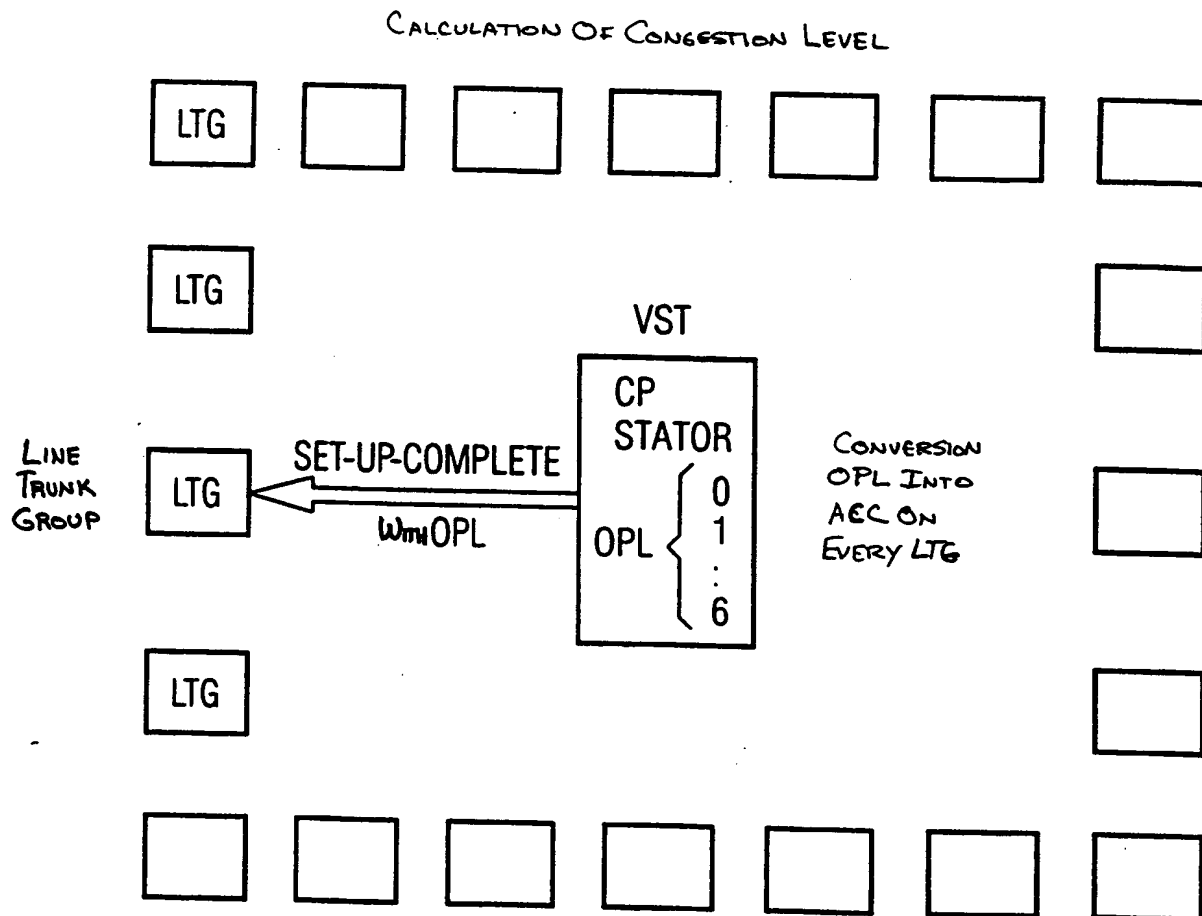 CALCULATION OF CONGESTION LEVEL
LTG
LTG
VST
CP
STATOR
OPL
0
1
.
.
6
LINE
TRUNK
GROUP
LTG
SET-UP-COMPLETE
OPL
CONVERSION
OPL INTO
ACC ON
EVERY LTG
LTG